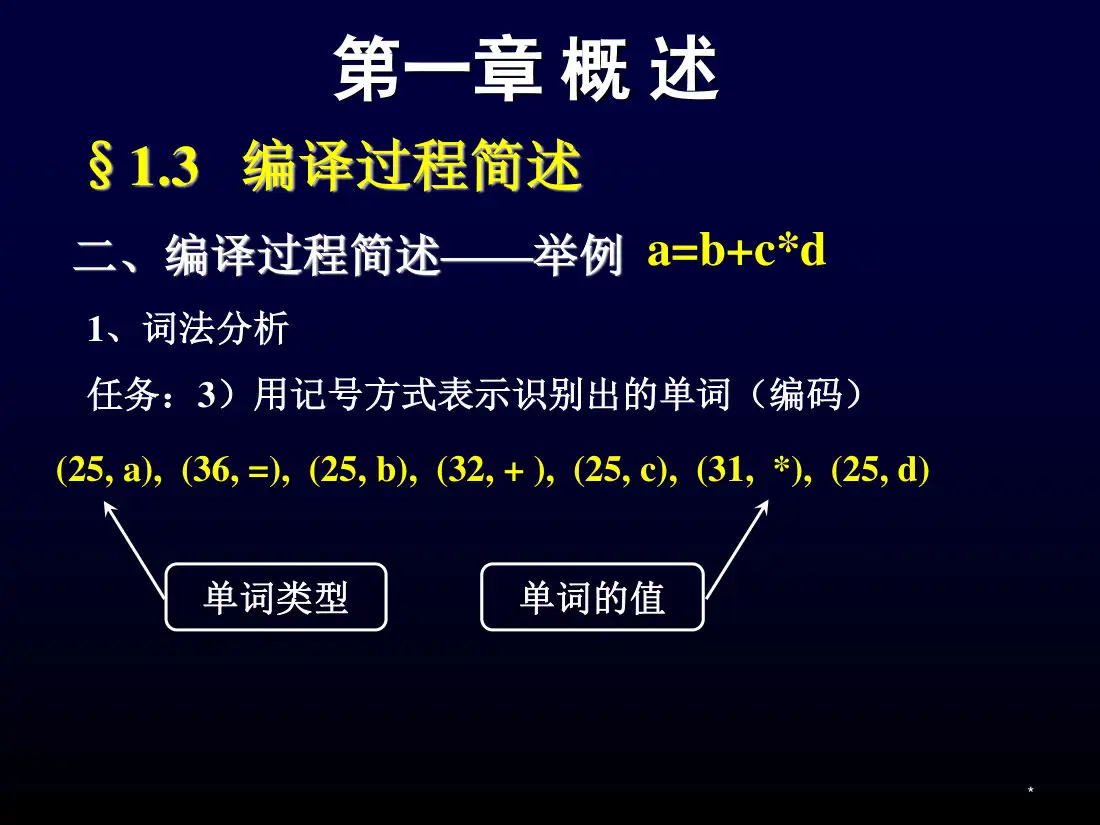 第一章 概 述
§1.3 编译过程简述
二、编译过程简述——举例 a=b+c*d
1、词法分析
任务：3）用记号方式表示识别出的单词（编码）
(25, a), (36, =), (25, b), (32, + ), (25, c), (31, *), (25, d)
单词类型 单词的值
*